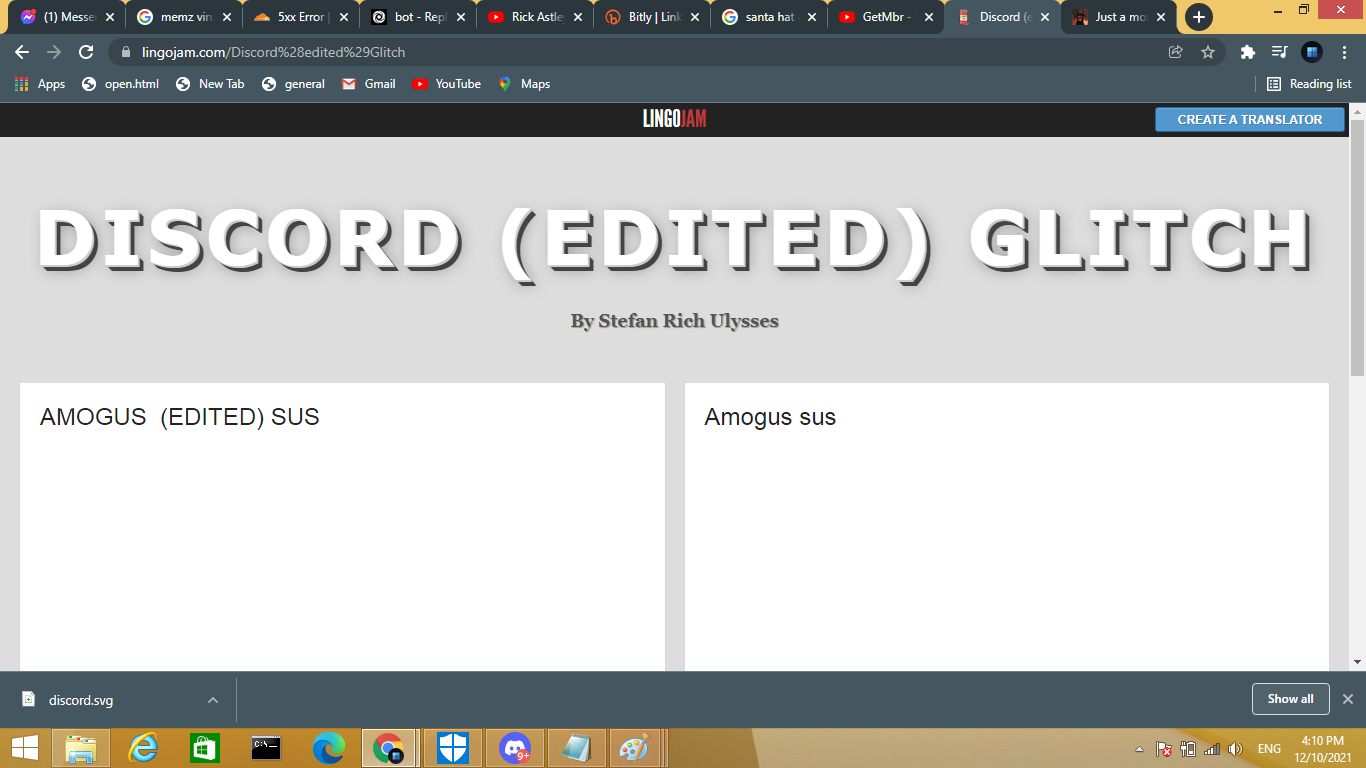 (1) Messe
memz viru
5xx Error |
bot - Repl
Rick Astle
Bitly | Link
santa hat
GetMbr -
Discord (e
Just a mo
lingojam.com/Discord%28edited%29Glitch
Apps
open.html
New Tab
general
Gmail
YouTube
Maps
Reading list
LINGOJAM
CREATE A TRANSLATOR
DISCORD (EDITED) GLITCH
By Stefan Rich Ulysses
AMOGUS  (EDITED) SUS
Amogus sus
discord.svg
Show all
C:\_
9+
ENG
4:10 PM
12/10/2021